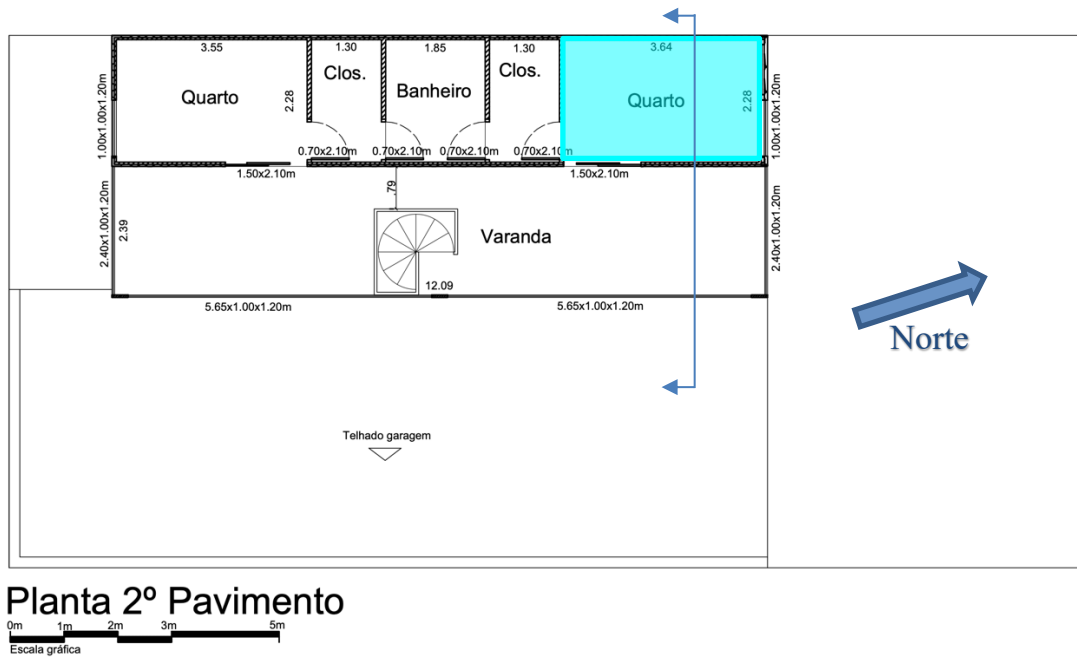 3.55
1.30
1.85
1.30
3.64
Clos.
Clos.
Quarto
Banheiro
Quarto
2.28
2.28
1.00x1.00x1.20m
1.00x1.00x1.20m
0.70x2.10m
0.70x2.10m
0.70x2.10m
0.70x2.10m
1.50x2.10m
1.50x2.10m
.79
2.40x1.00x1.20m
2.39
Varanda
2.40x1.00x1.20m
12.09
5.65x1.00x1.20m
5.65x1.00x1.20m
Norte
Telhado garagem
Planta 2º Pavimento
0m 1m 2m 3m 5m
Escala gráfica